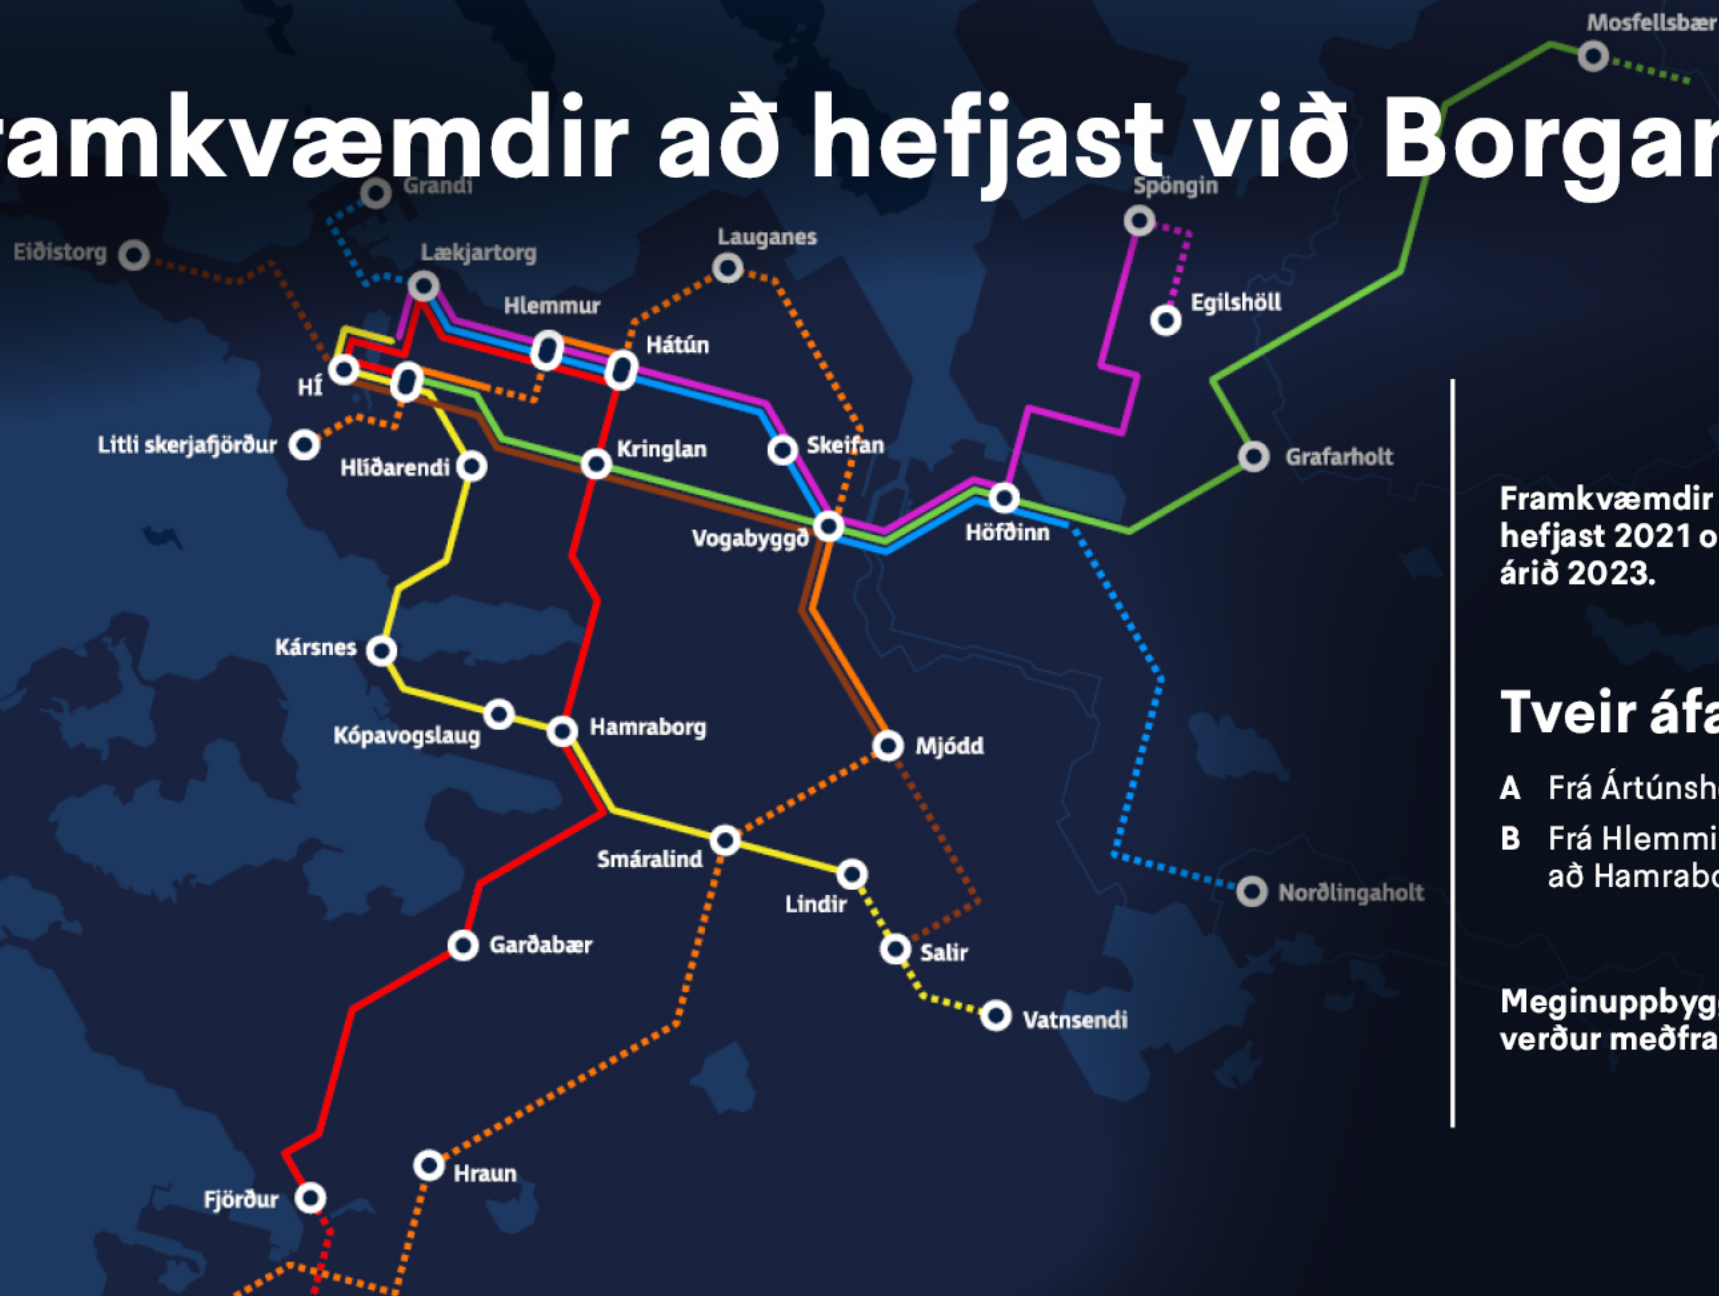 Mosfellsbær
ramkvæmdir að hefjast við Borgar
Grandi
Spöngin
Eiðistorg
Lækjartorg
Lauganes
Hlemmur
Egilshöll
Hátún
HÍ
Litli skerjafjörður
Hlíðarendi
Kringlan
Skeifan
Grafarholt
Vogabyggð
Höfðinn
Kársnes
Kópavogslaug
Hamraborg
Mjódd
Smáralind
Lindir
Norðlingaholt
Garðabær
Salir
Vatnsendi
Hraun
Fjörður
Framkvæmdir
hefjast 2021 o
árið 2023.
Tveir áfa
A Frá Ártúnsh
B Frá Hlemmi
að Hamrabo
Meginuppbygg
verður meðfra